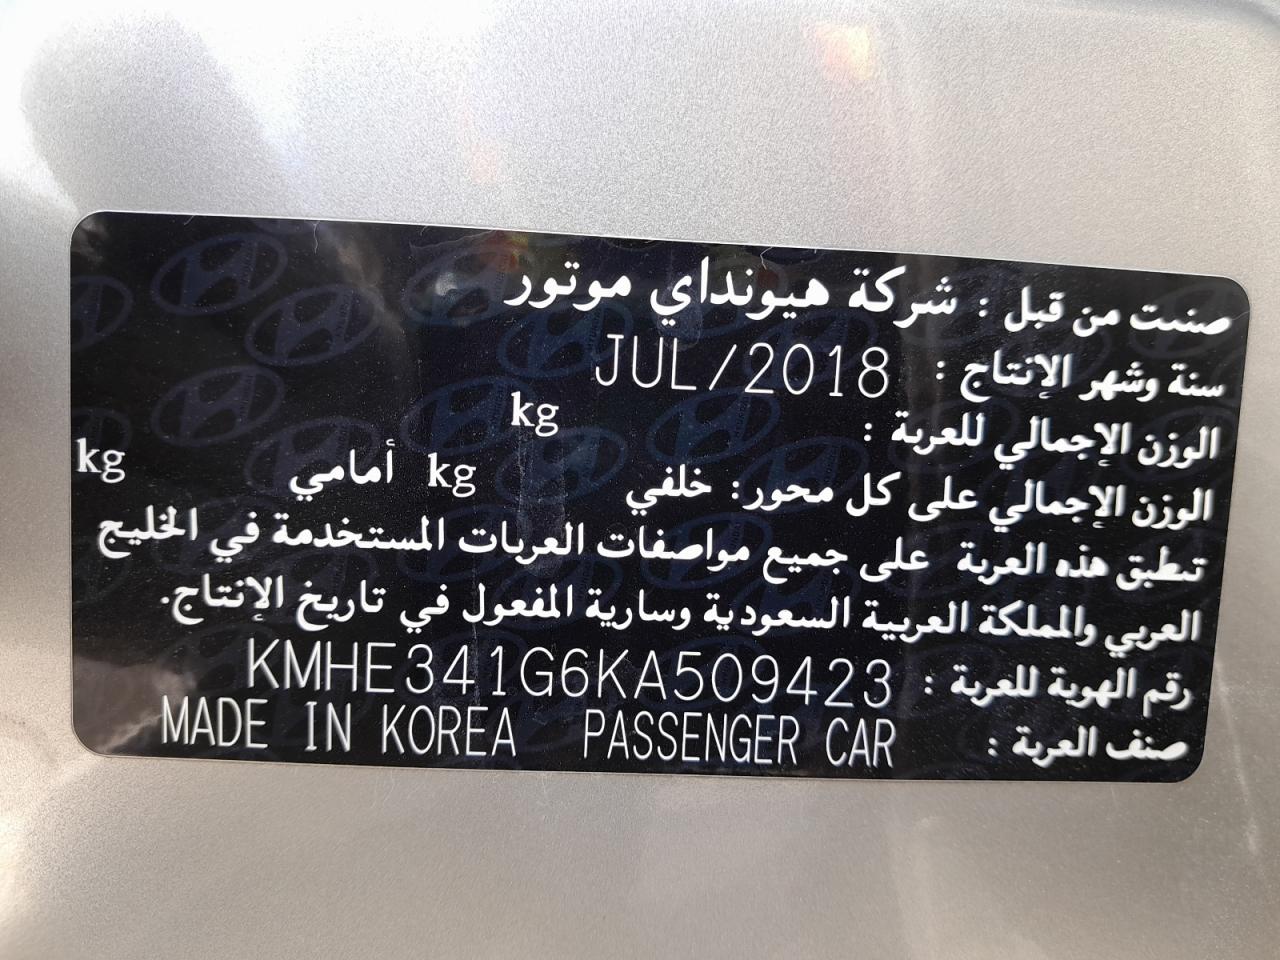 صنعت من قبل : شركة هيونداي موتور
سنة وشهر الإنتاج : JUL/2018
الوزن الإجمالي للعربة : kg
الوزن الإجمالي على كل محور: خلفي kg أمامي kg
تنطبق هذه العربة على جميع مواصفات العربات المستخدمة في الخليج
العربي والمملكة العربية السعودية وسارية المفعول في تاريخ الإنتاج.
رقم الهوية للعربة : KMHE341G6KA509423
صنف العربة : PASSENGER CAR MADE IN KOREA